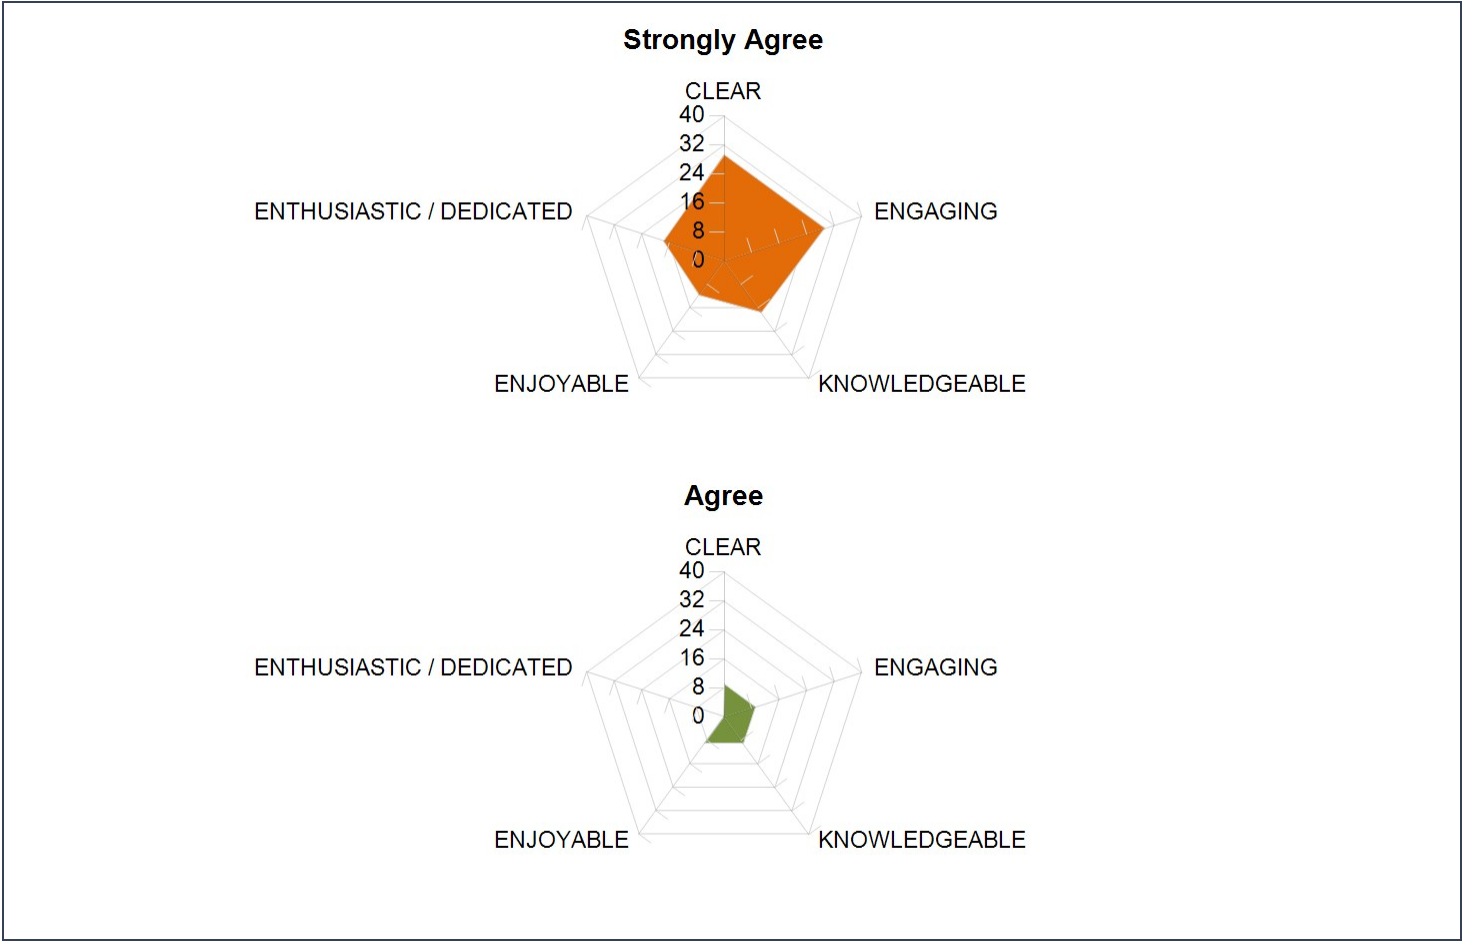 Strongly Agree
CLEAR
40
32
24
16
8
0
ENTHUSIASTIC / DEDICATED
ENGAGING
ENJOYABLE
KNOWLEDGEABLE
Agree
CLEAR
40
32
24
16
8
0
ENTHUSIASTIC / DEDICATED
ENGAGING
ENJOYABLE
KNOWLEDGEABLE